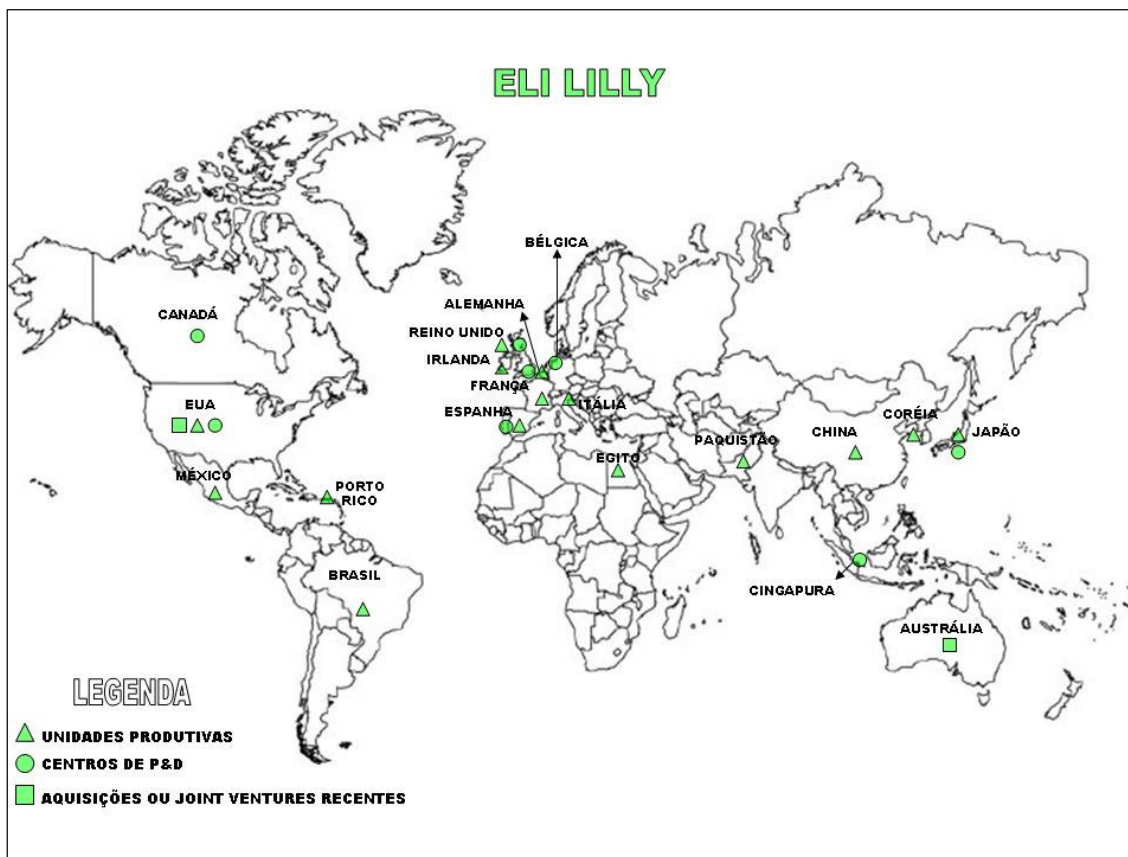 ELI LILLY
BÉLGICA
ALEMANHA
CANADÁ
REINO UNIDO
IRLANDA
FRANÇA
ITÁLIA
EUA
ESPANHA
CORÉIA
JAPÃO
PAQUISTÃO
CHINA
EGITO
MÉXICO
PORTO
RICO
BRASIL
CINGAPURA
AUSTRÁLIA
LEGENDA
UNIDADES PRODUTIVAS
CENTROS DE P&D
AQUISIÇÕES OU JOINT VENTURES RECENTES